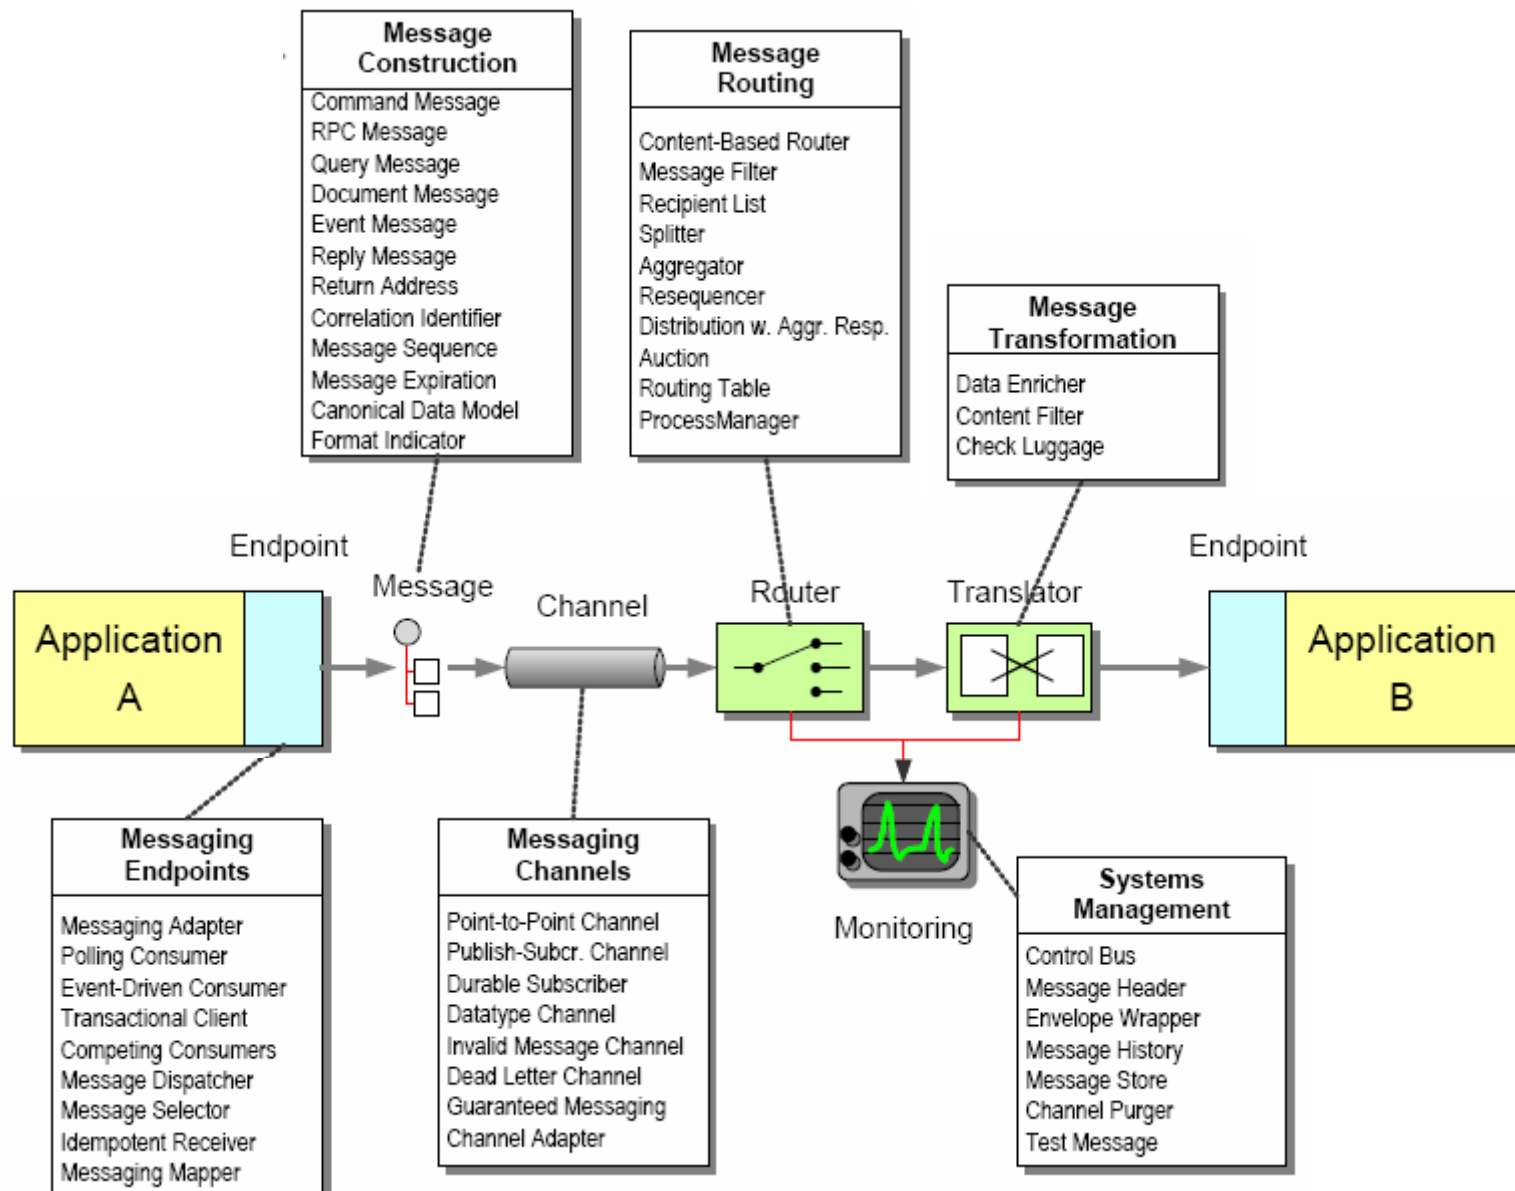 Message
Construction
Command Message
RPC Message
Query Message
Document Message
Event Message
Reply Message
Return Address
Correlation Identifier
Message Sequence
Message Expiration
Canonical Data Model
Format Indicator
Message
Routing
Content-Based Router
Message Filter
Recipient List
Splitter
Aggregator
Resequencer
Distribution w. Aggr. Resp.
Auction
Routing Table
ProcessManager
Message
Transformation
Data Enricher
Content Filter
Check Luggage
Endpoint
Message
Channel
Router
Translator
Endpoint
Application
A
Application
B
Messaging
Endpoints
Messaging Adapter
Polling Consumer
Event-Driven Consumer
Transactional Client
Competing Consumers
Message Dispatcher
Message Selector
Idempotent Receiver
Messaging Mapper
Messaging
Channels
Point-to-Point Channel
Publish-Subcr. Channel
Durable Subscriber
Datatype Channel
Invalid Message Channel
Dead Letter Channel
Guaranteed Messaging
Channel Adapter
Monitoring
Systems
Management
Control Bus
Message Header
Envelope Wrapper
Message History
Message Store
Channel Purger
Test Message